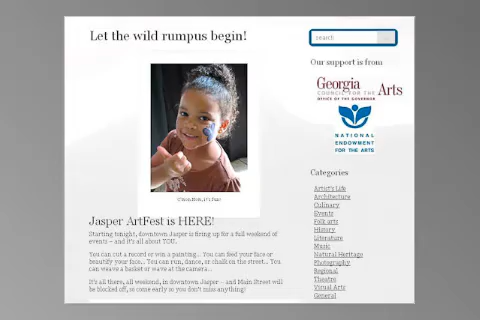 Let the wild rumpus begin!
search
Our support is from
Georgia
COUNCIL FOR THE Arts
OFFICE OF THE GOVERNOR
NATIONAL
ENDOWMENT
FOR THE ARTS
Categories
Artist's Life
Architecture
Culinary
Events
Folk arts
History
Literature
Music
Natural Heritage
Photography
Regional
Theatre
Visual Arts
General
Jasper ArtFest is HERE!
Starting tonight, downtown Jasper is firing up for a full weekend of
events – and it's all about YOU.
You can cut a record or win a painting... You can feed your face or
beautify your face... You can run, dance, or chalk on the street... You
can weave a basket or wave at the camera...
It's all there, all weekend, in downtown Jasper – and Main Street will
be blocked off, so come early so you don't miss anything!